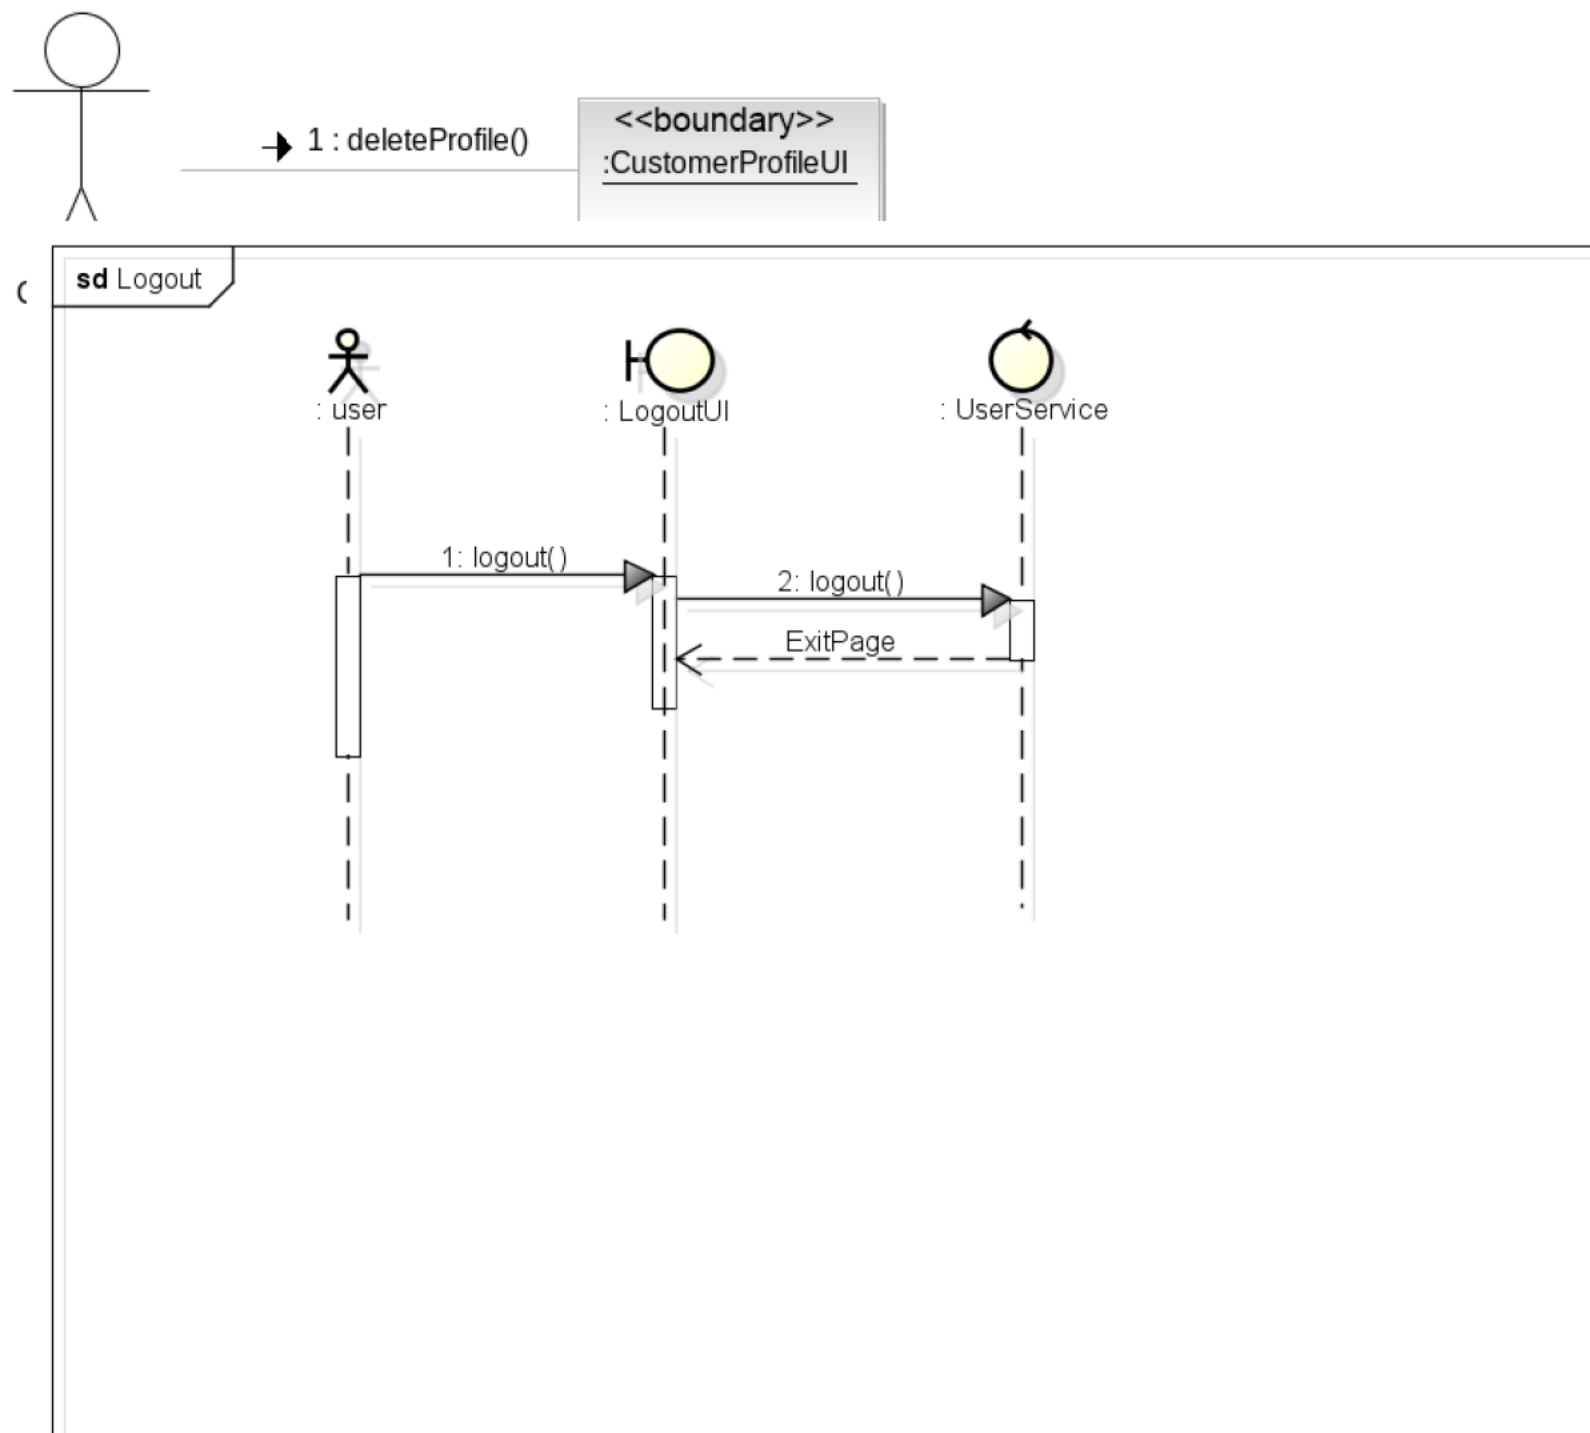 <<boundary>>
1 : deleteProfile()
:CustomerProfileUI
sd Logout
: user
: LogoutUI
: UserService
1: logout()
2: logout()
ExitPage